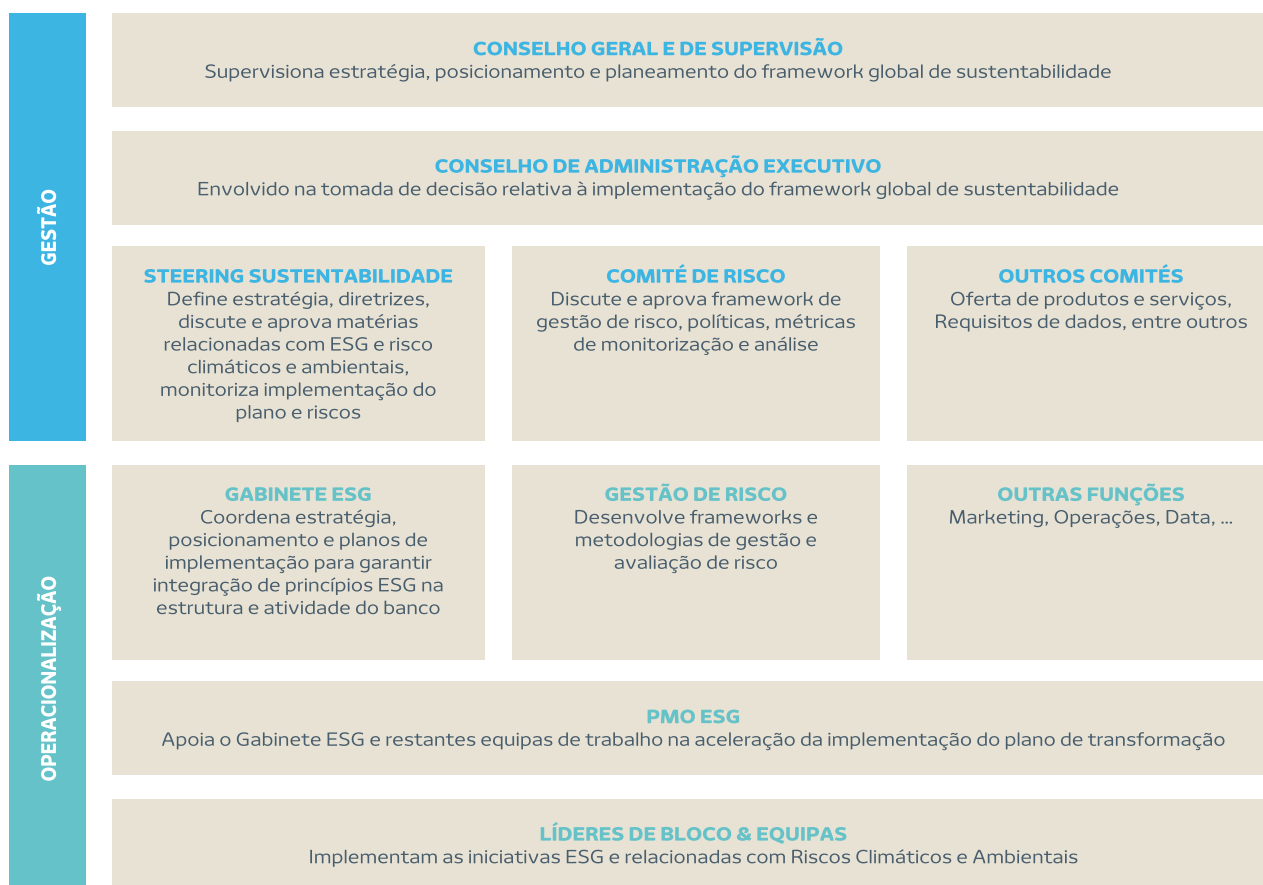 GESTÃO
CONSELHO GERAL E DE SUPERVISÃO
Supervisiona estratégia, posicionamento e planeamento do framework global de sustentabilidade
CONSELHO DE ADMINISTRAÇÃO EXECUTIVO
Envolvido na tomada de decisão relativa à implementação do framework global de sustentabilidade
STEERING SUSTENTABILIDADE
Define estratégia, diretrizes,
discute e aprova matérias
relacionadas com ESG e risco
climáticos e ambientais,
monitoriza implementação do
plano e riscos
COMITÉ DE RISCO
Discute e aprova framework de
gestão de risco, políticas, métricas
de monitorização e análise
OUTROS COMITÉS
Oferta de produtos e serviços,
Requisitos de dados, entre outros
OPERACIONALIZAÇÃO
GABINETE ESG
Coordena estratégia,
posicionamento e planos de
implementação para garantir
integração de princípios ESG na
estrutura e atividade do banco
GESTÃO DE RISCO
Desenvolve frameworks e
metodologias de gestão e
avaliação de risco
OUTRAS FUNÇÕES
Marketing, Operações, Data, ...
PMO ESG
Apoia o Gabinete ESG e restantes equipas de trabalho na aceleração da implementação do plano de transformação
LÍDERES DE BLOCO & EQUIPAS
Implementam as iniciativas ESG e relacionadas com Riscos Climáticos e Ambientais